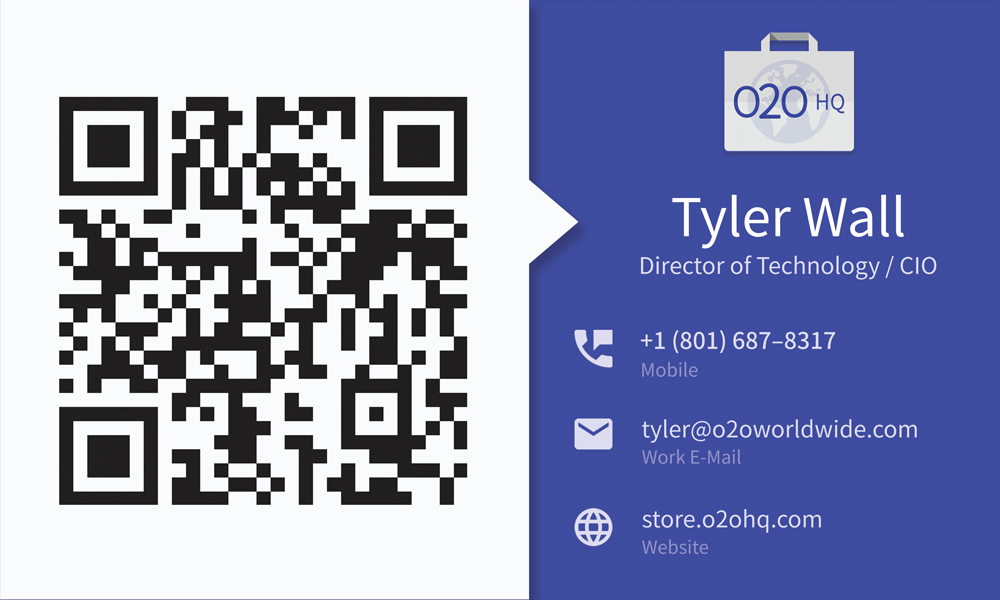 O2O HQ
Tyler Wall
Director of Technology / CIO
+1 (801) 687–8317
Mobile
tyler@o2oworldwide.com
Work E-Mail
store.o2ohq.com
Website